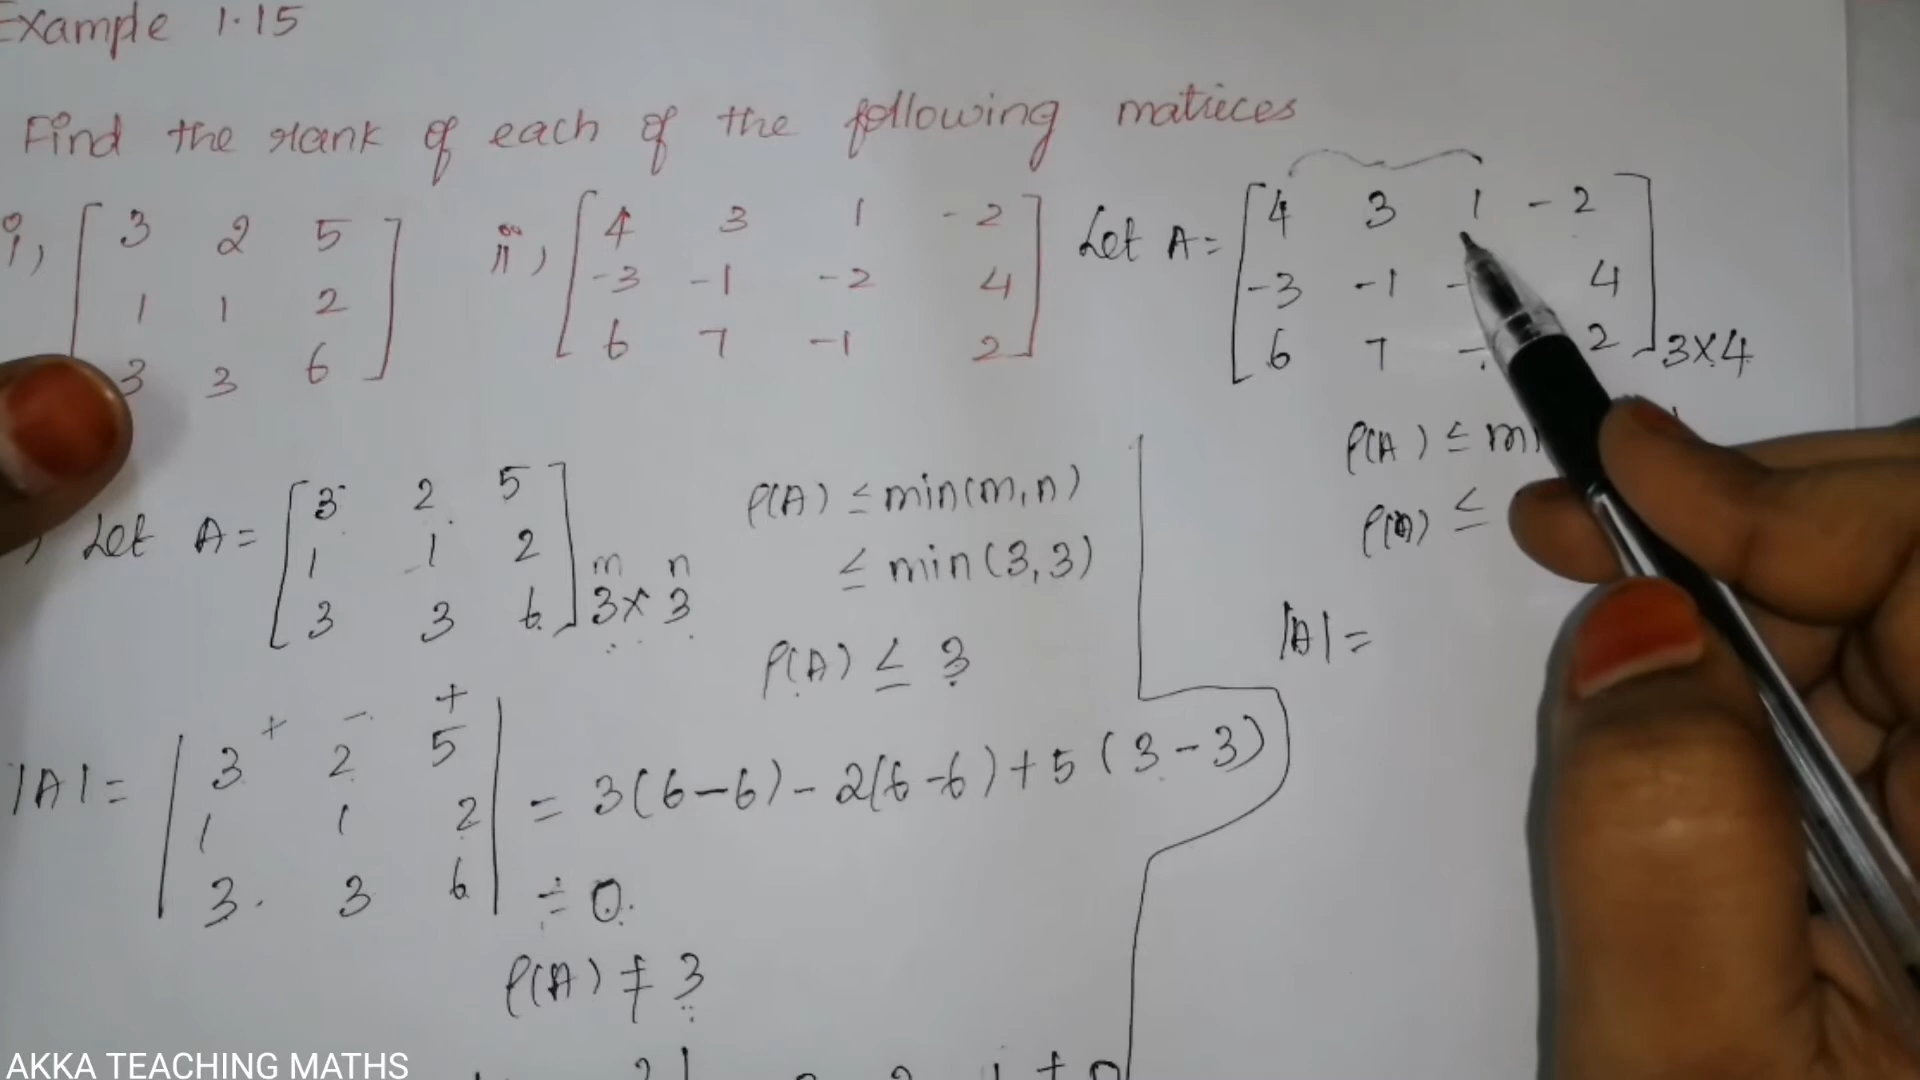 Example 1.15
Find the rank of each of the following matrices
i, [ 3 2 5
1 1 2
3 3 6 ]
ii, [ 4 3 1 -2
-3 -1 -2 4
6 7 -1 2 ]
Let A = [ 4 3 1 -2
-3 -1 - 4
6 7 - 2 ] 3×4
ρ(A) ≤
ρ(A) ≤
|A| =
Let A = [ 3 2 5
1 1 2
3 3 6 ] 3×3
m n
ρ(A) ≤ min(m,n)
≤ min(3,3)
ρ(A) ≤ 3
+ - +
|A| = | 3 2 5
1 1 2
3 3 6 | = 3(6-6) - 2(6-6) + 5(3-3)
= 0.
ρ(A) ≠ 3
AKKA TEACHING MATHS